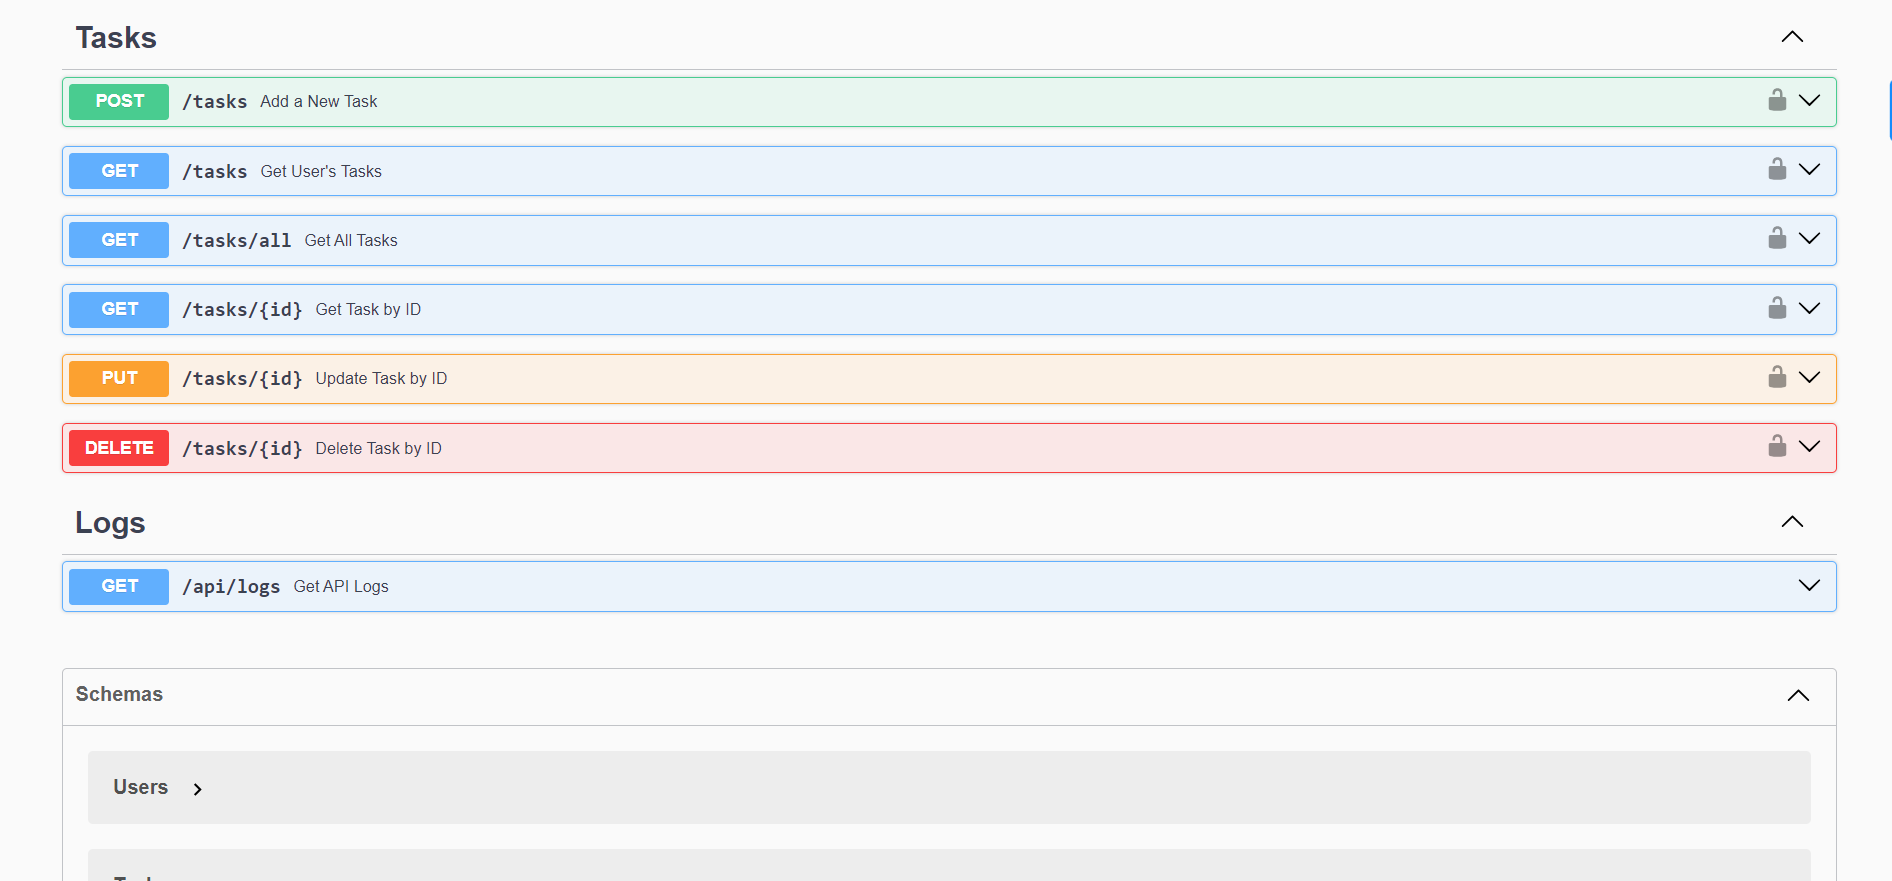 Tasks
POST /tasks Add a New Task
GET /tasks Get User's Tasks
GET /tasks/all Get All Tasks
GET /tasks/{id} Get Task by ID
PUT /tasks/{id} Update Task by ID
DELETE /tasks/{id} Delete Task by ID
Logs
GET /api/logs Get API Logs
Schemas
Users